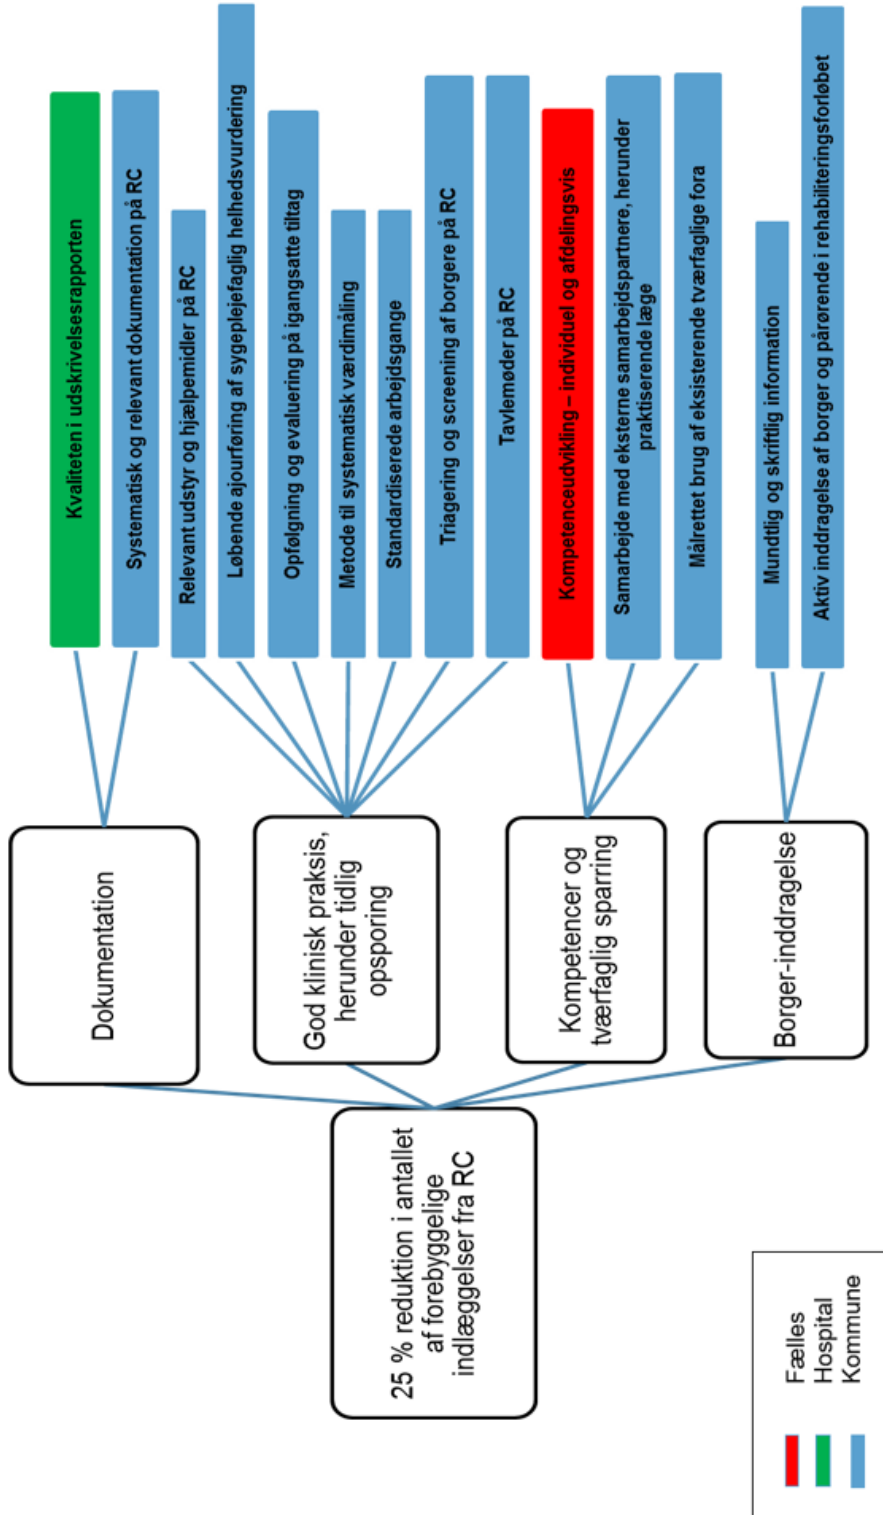 25 % reduktion i antallet
af forebyggelige
indlæggelser fra RC
Dokumentation
God klinisk praksis,
herunder tidlig
opsporing
Kompetencer og
tværfaglig sparring
Borger-inddragelse
Kvaliteten i udskrivelsesrapporten
Systematisk og relevant dokumentation på RC
Relevant udstyr og hjælpemidler på RC
Løbende ajourføring af sygeplejefaglig helhedsvurdering
Opfølgning og evaluering på igangsatte tiltag
Metode til systematisk værdimåling
Standardiserede arbejdsgange
Triagering og screening af borgere på RC
Tavlemøder på RC
Kompetenceudvikling – individuel og afdelingsvis
Samarbejde med eksterne samarbejdspartnere, herunder
praktiserende læge
Målrettet brug af eksisterende tværfaglige fora
Mundtlig og skriftlig information
Aktiv inddragelse af borger og pårørende i rehabiliteringsforløbet
Fælles
Hospital
Kommune